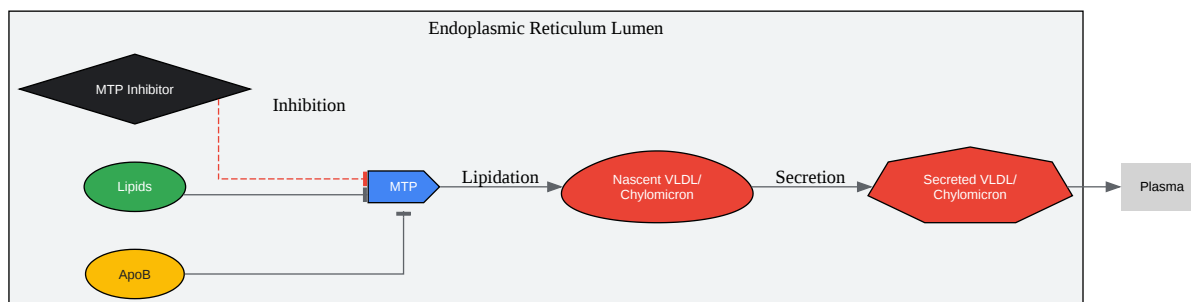 Endoplasmic Reticulum Lumen
MTP Inhibitor
Inhibition
Lipids
MTP
Lipidation
Nascent VLDL/
Chylomicron
Secretion
Secreted VLDL/
Chylomicron
Plasma
ApoB